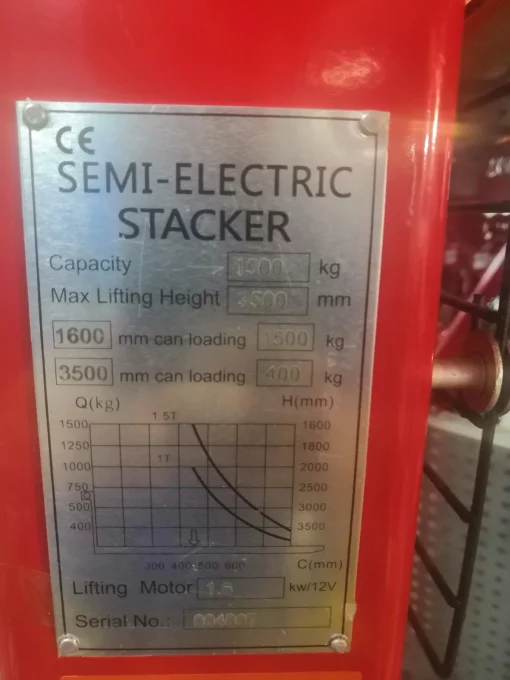 CE
SEMI-ELECTRIC
STACKER
Capacity 1500 kg
Max Lifting Height 3500 mm
1600 mm can loading 1500 kg
3500 mm can loading 400 kg
Q(kg) H(mm)
1.5T
1500 1600
1250 1800
1T
1000 2000
750 2500
500 3000
400 3500
300 400 500 600 C(mm)
Lifting Motor 1.6 kw/12V
Serial No.: